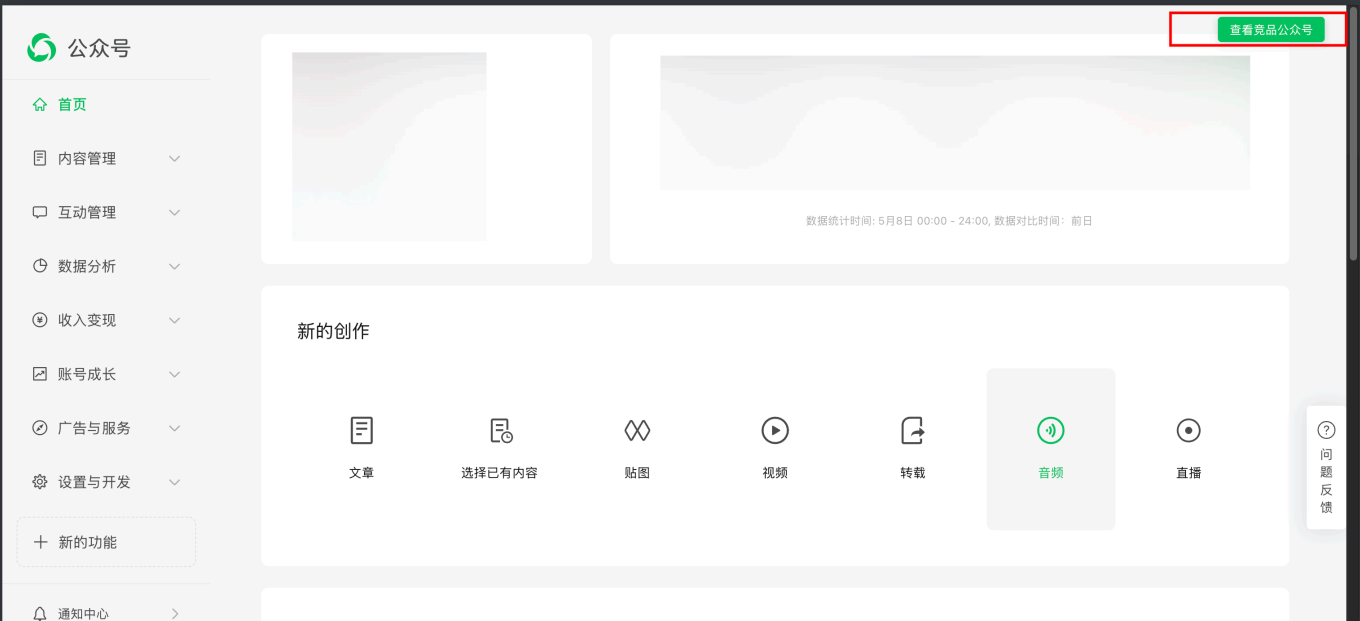 查看竞品公众号
公众号
首页
内容管理
互动管理
数据分析
收入变现
账号成长
广告与服务
设置与开发
新的功能
通知中心
数据统计时间: 5月8日 00:00 - 24:00, 数据对比时间：前日
新的创作
文章
选择已有内容
贴图
视频
转载
音频
直播
问
题
反
馈